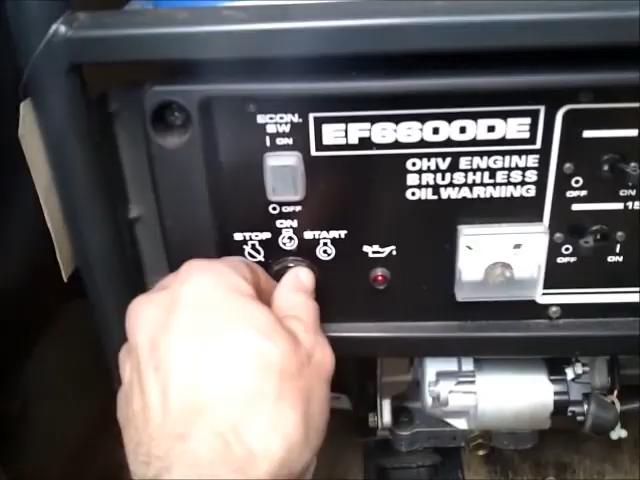 ECON.
SW
I ON
EF6600DE
OHV ENGINE
BRUSHLESS
OIL WARNING
O OFF
ON
STOP
START
OFF
ON
OFF
ON
E
F